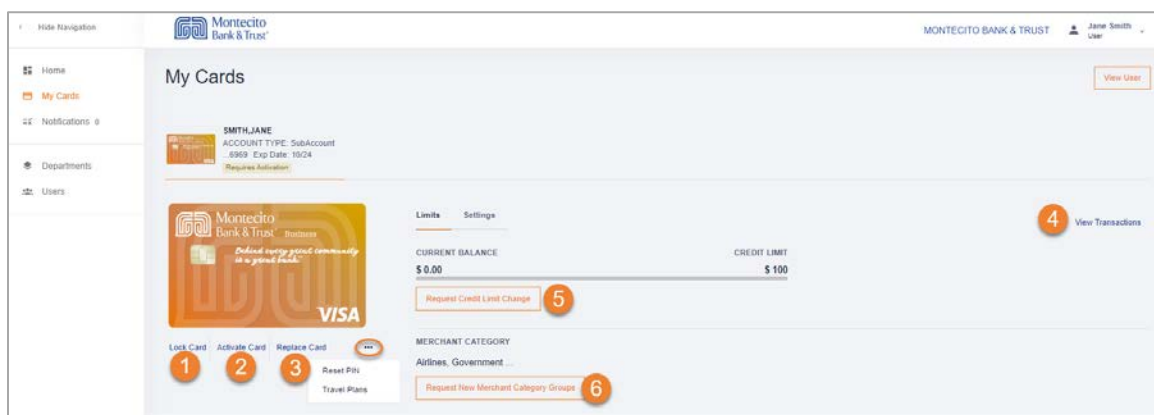 Hide Navigation
Montecito
Bank & Trust
MONTECITO BANK & TRUST
Jane Smith
User
Home
My Cards
Notifications 0
Departments
Users
My Cards
View User
SMITH,JANE
ACCOUNT TYPE: SubAccount
...6969 Exp Date: 10/24
Requires Activation
Montecito
Bank & Trust Business
Behind every great community
is a great bank
VISA
Lock Card Activate Card Replace Card ...
1 2 3
Reset PIN
Travel Plans
Limits Settings
4 View Transactions
CURRENT BALANCE CREDIT LIMIT
$ 0.00 $ 100
Request Credit Limit Change 5
MERCHANT CATEGORY
Airlines, Government ...
Request New Merchant Category Groups 6